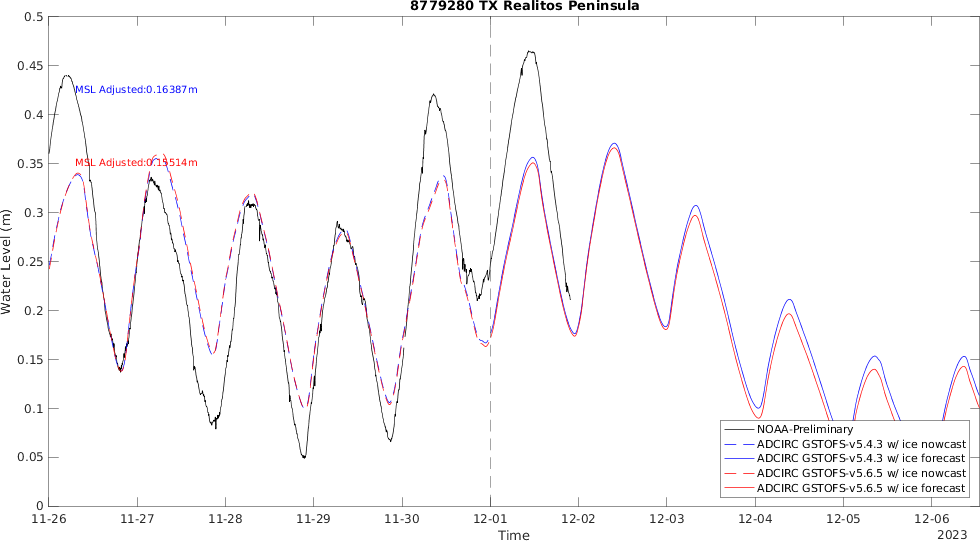 8779280 TX Realitos Peninsula
0.5
0.45
0.4
0.35
0.3
0.25
0.2
0.15
0.1
0.05
0
Water Level (m)
MSL Adjusted:0.16387m
MSL Adjusted:0.15514m
NOAA-Preliminary
ADCIRC GSTOFS-v5.4.3 w/ ice nowcast
ADCIRC GSTOFS-v5.4.3 w/ ice forecast
ADCIRC GSTOFS-v5.6.5 w/ ice nowcast
ADCIRC GSTOFS-v5.6.5 w/ ice forecast
11-26 11-27 11-28 11-29 11-30 12-01 12-02 12-03 12-04 12-05 12-06
Time
2023